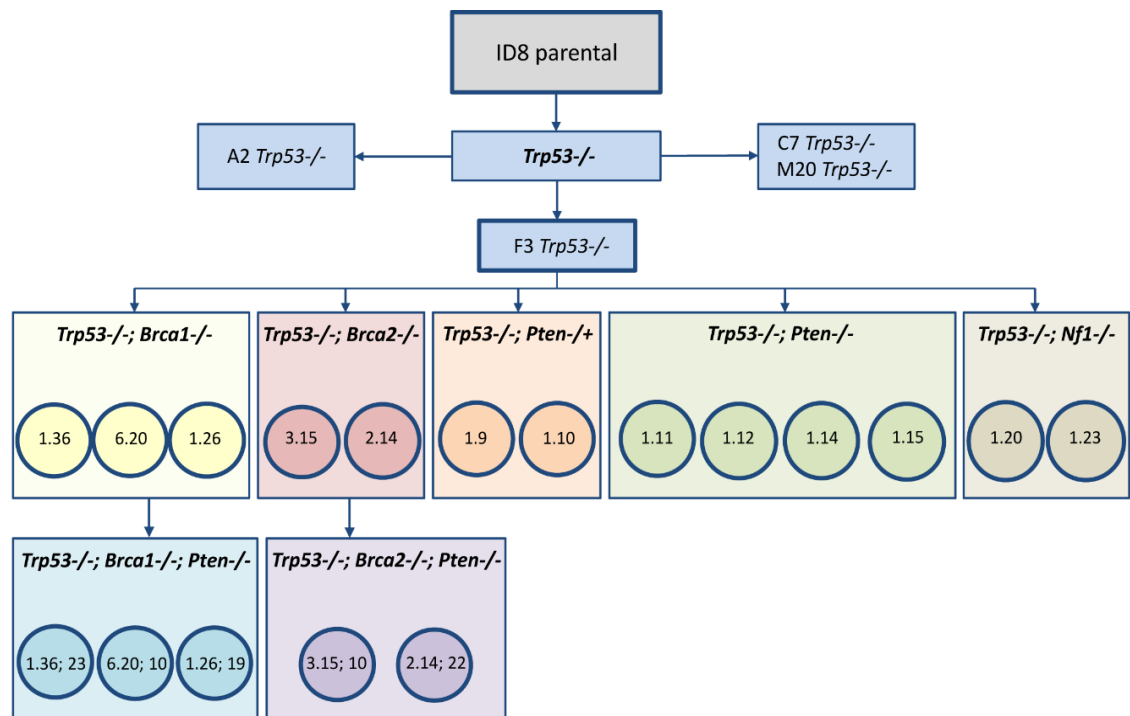 ID8 parental
A2 Trp53-/-
Trp53-/-
C7 Trp53-/-
M20 Trp53-/-
F3 Trp53-/-
Trp53-/-; Brca1-/-
Trp53-/-; Brca2-/-
Trp53-/-; Pten-/+
Trp53-/-; Pten-/-
Trp53-/-; Nf1-/-
1.36
6.20
1.26
3.15
2.14
1.9
1.10
1.11
1.12
1.14
1.15
1.20
1.23
Trp53-/-; Brca1-/-; Pten-/-
Trp53-/-; Brca2-/-; Pten-/-
1.36; 23
6.20; 10
1.26; 19
3.15; 10
2.14; 22